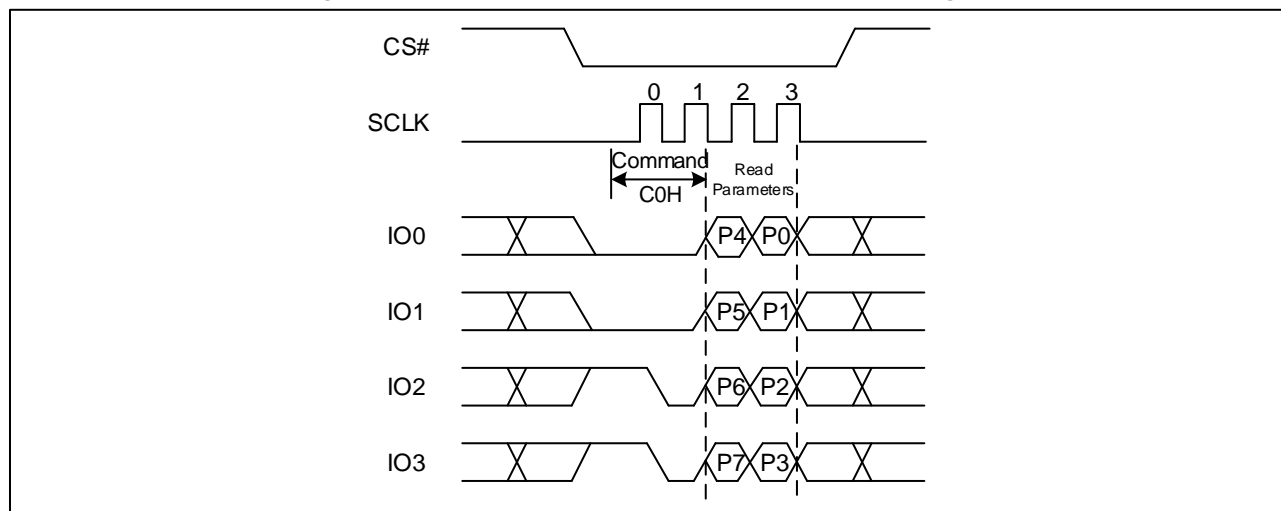 CS#
0 1 2 3
SCLK
Command
Read
C0H
Parameters
IO0
P4 P0
IO1
P5 P1
IO2
P6 P2
IO3
P7 P3